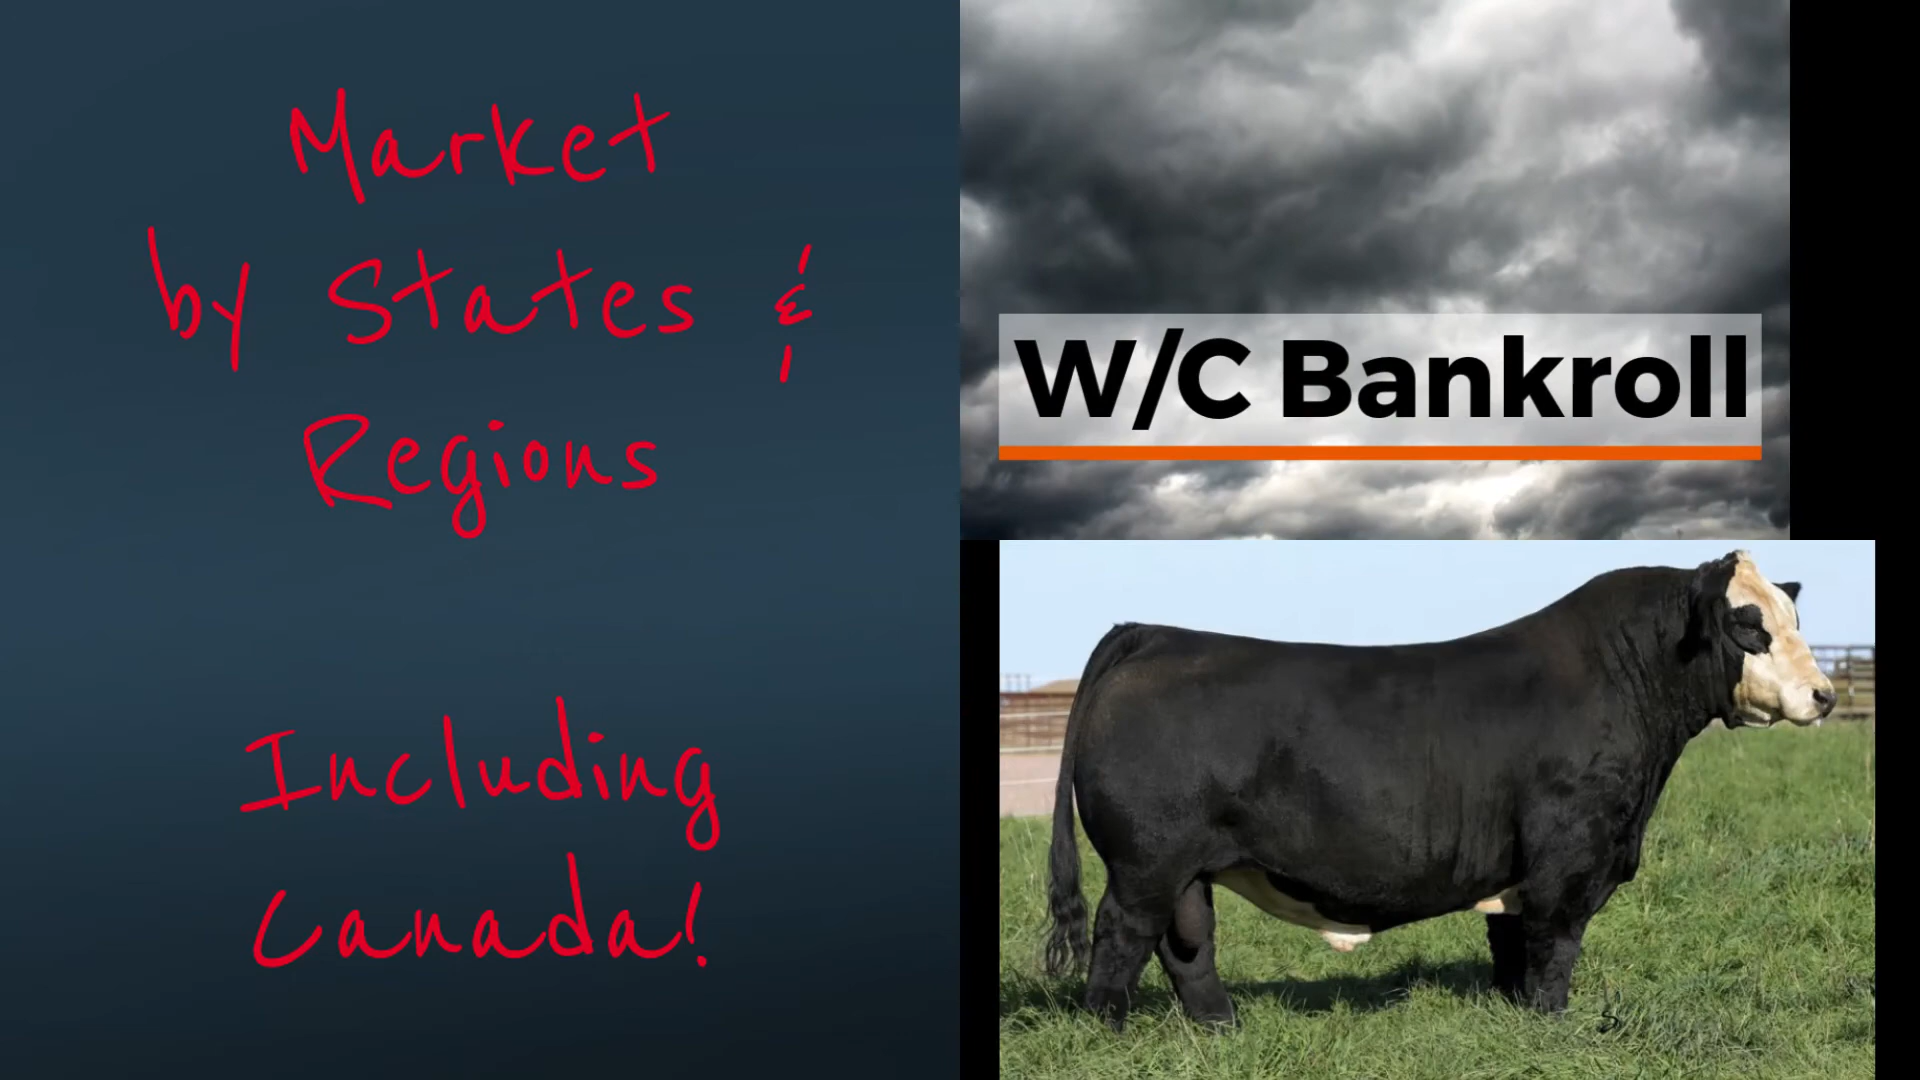 Market
by States &
Regions
Including
Canada!
W/C Bankroll